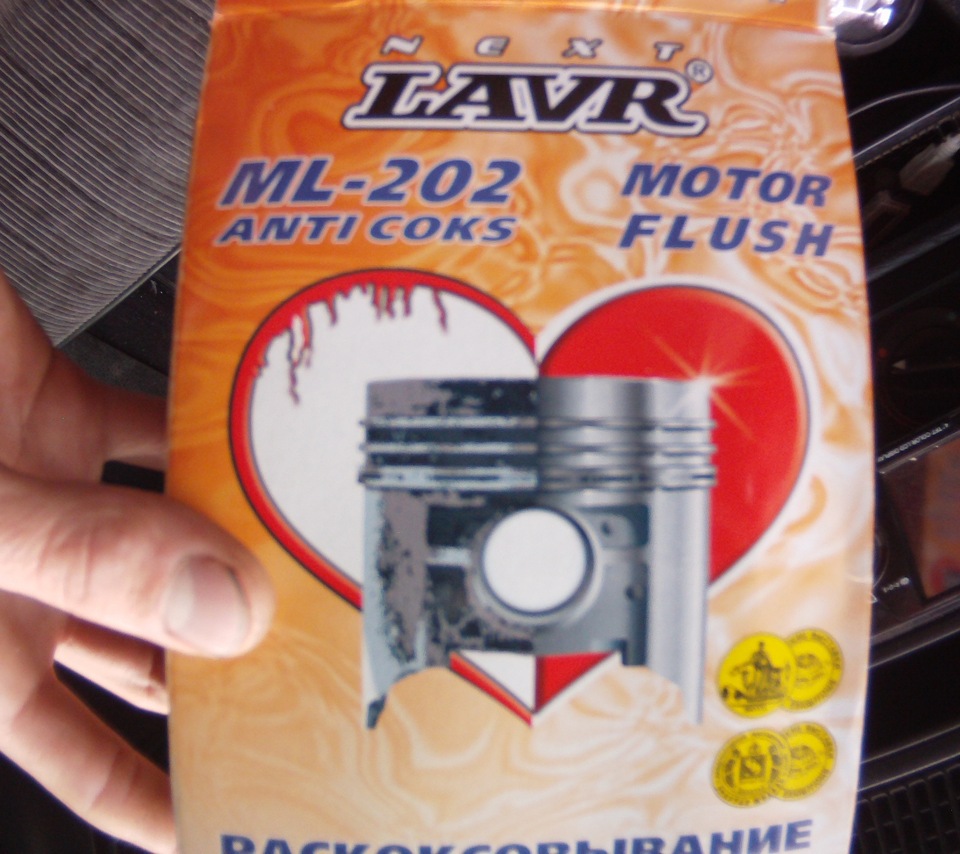 NEXT
LAVR®
ML-202 MOTOR
ANTI COKS FLUSH
РАСКОКСОВЫВАНИЕ